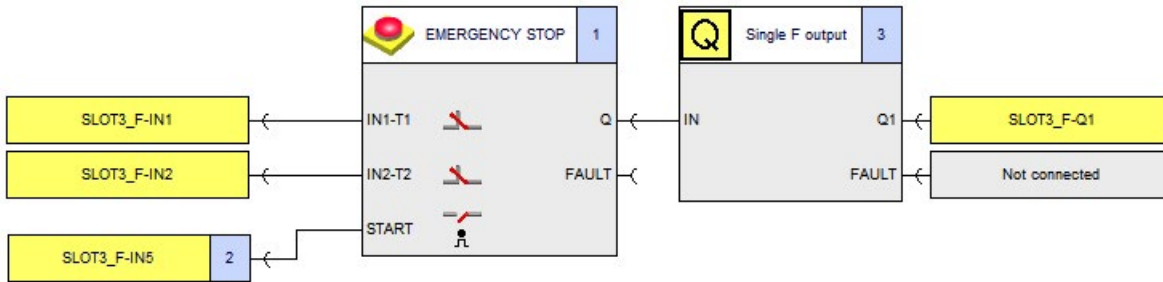 EMERGENCY STOP 1
Q Single F output 3
SLOT3_F-IN1 IN1-T1 Q IN Q1 SLOT3_F-Q1
SLOT3_F-IN2 IN2-T2 FAULT FAULT Not connected
START
SLOT3_F-IN5 2